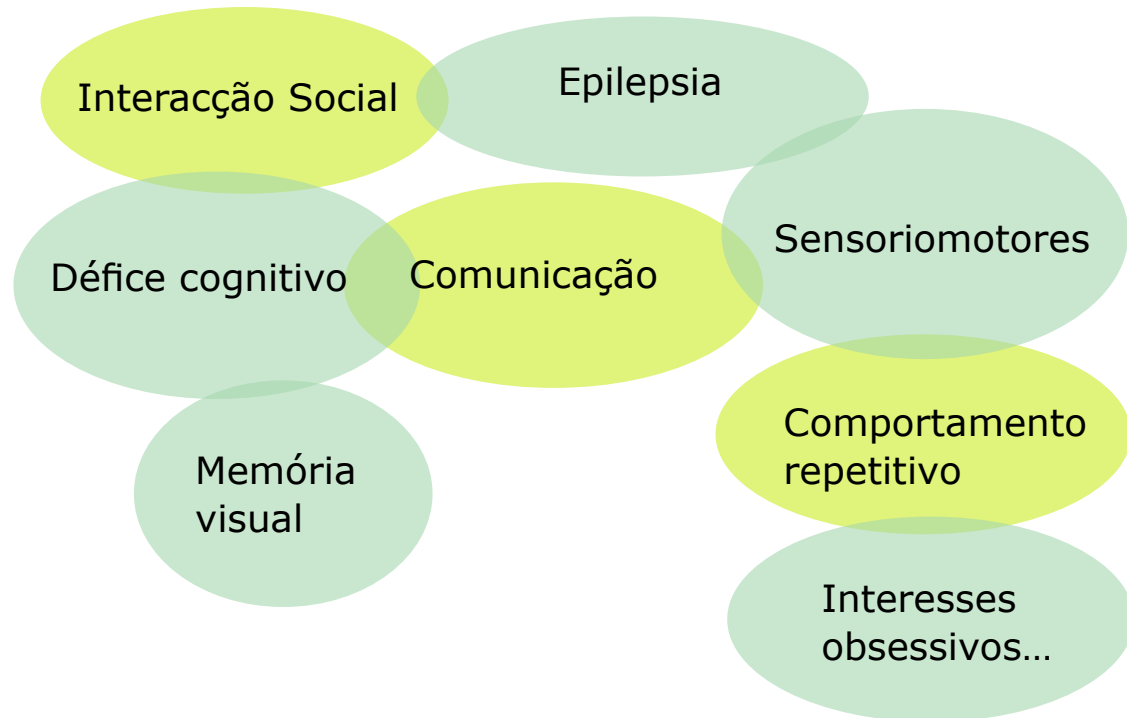 Interacção Social
Epilepsia
Sensoriomotores
Défice cognitivo
Comunicação
Comportamento
repetitivo
Memória
visual
Interesses
obsessivos…